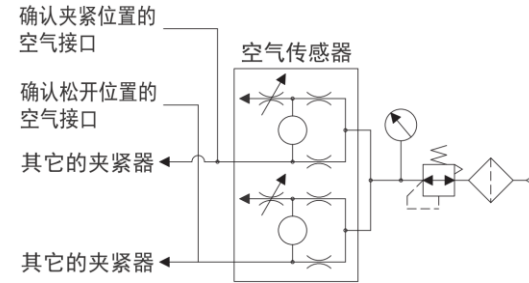 确认夹紧位置的
空气接口
空气传感器
确认松开位置的
空气接口
其它的夹紧器
其它的夹紧器